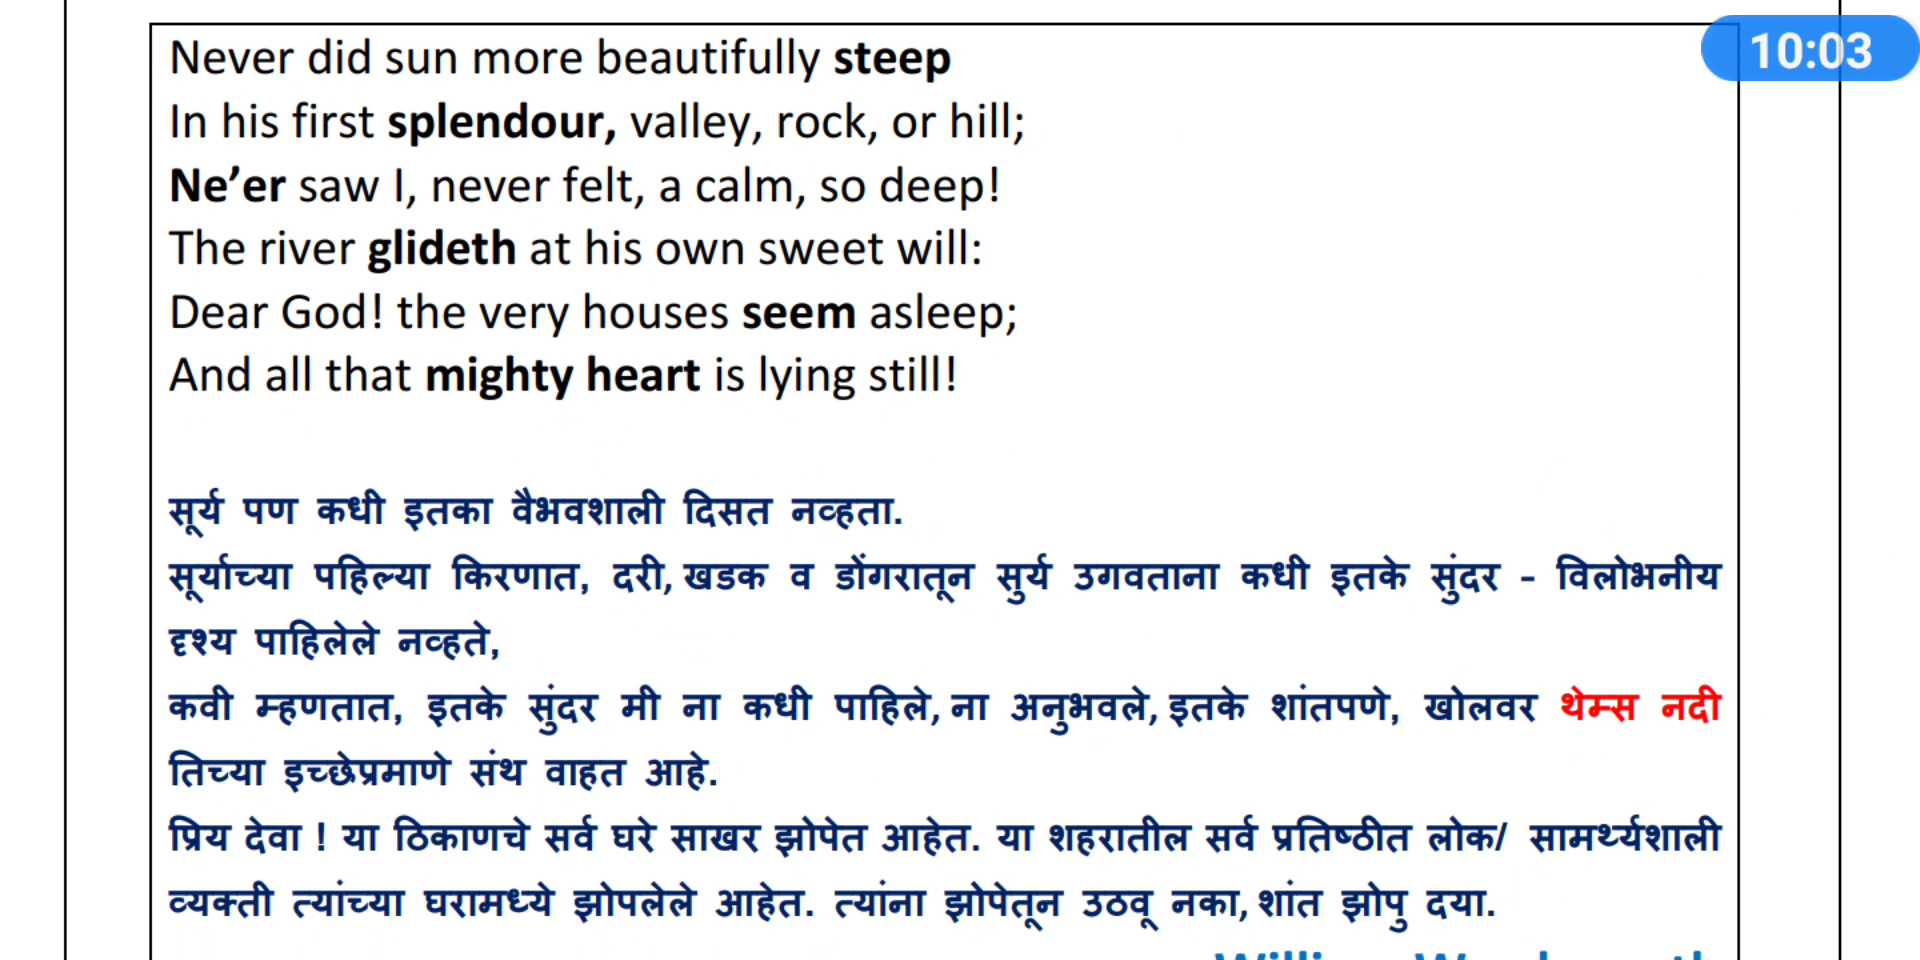 Never did sun more beautifully steep
10:03
In his first splendour, valley, rock, or hill;
Ne’er saw I, never felt, a calm, so deep!
The river glideth at his own sweet will:
Dear God! the very houses seem asleep;
And all that mighty heart is lying still!
सूर्य पण कधी इतका वैभवशाली दिसत नव्हता.
सूर्याच्या पहिल्या किरणात, दरी, खडक व डोंगरातून सुर्य उगवताना कधी इतके सुंदर - विलोभनीय
दृश्य पाहिलेले नव्हते,
कवी म्हणतात, इतके सुंदर मी ना कधी पाहिले, ना अनुभवले, इतके शांतपणे, खोलवर थेम्स नदी
तिच्या इच्छेप्रमाणे संथ वाहत आहे.
प्रिय देवा ! या ठिकाणचे सर्व घरे साखर झोपेत आहेत. या शहरातील सर्व प्रतिष्ठीत लोक/ सामर्थ्यशाली
व्यक्ती त्यांच्या घरामध्ये झोपलेले आहेत. त्यांना झोपेतून उठवू नका, शांत झोपु दया.